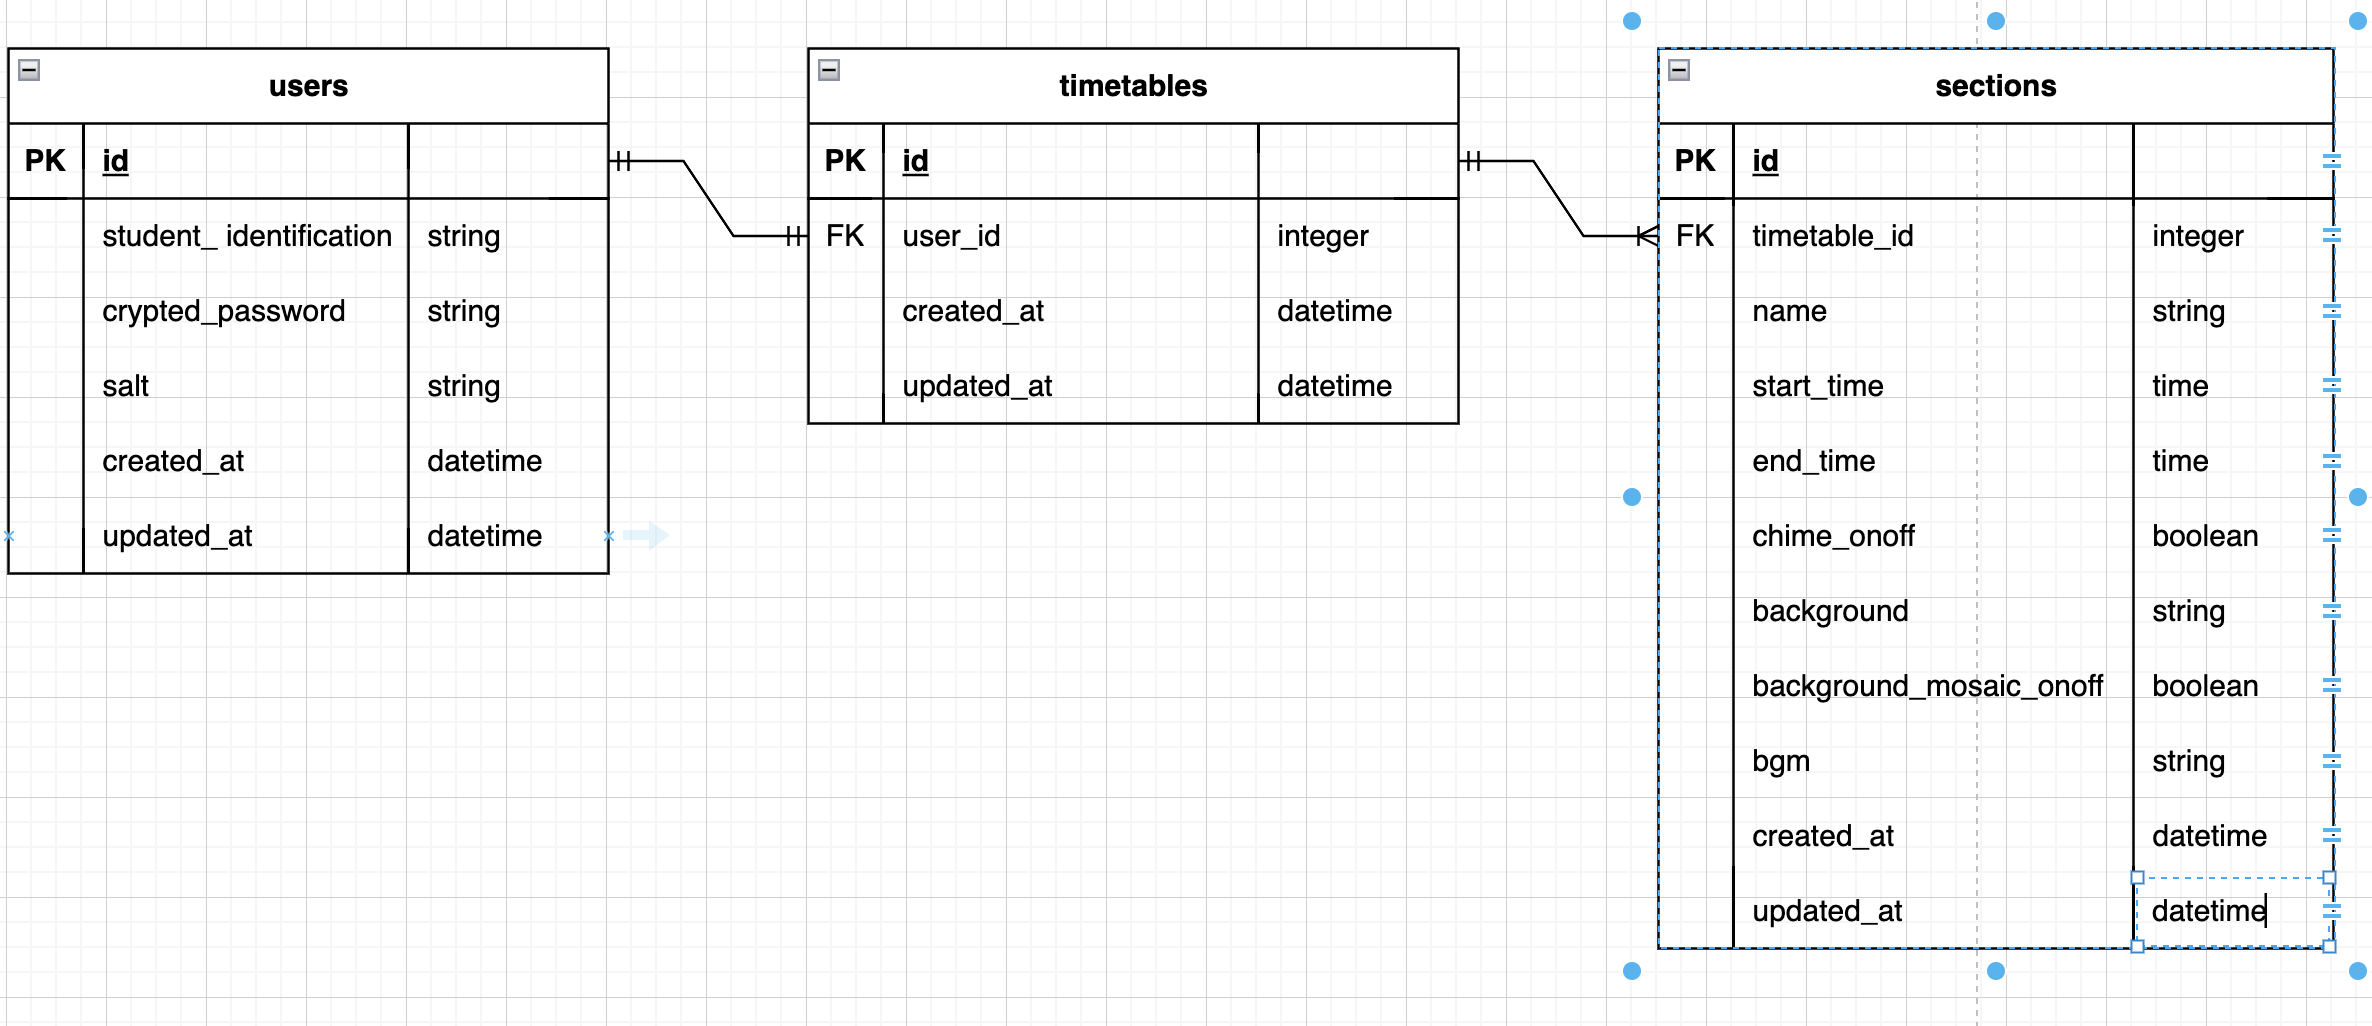 users
PK id
student_ identification string
crypted_password string
salt string
created_at datetime
updated_at datetime
timetables
PK id
FK user_id integer
created_at datetime
updated_at datetime
sections
PK id
FK timetable_id integer
name string
start_time time
end_time time
chime_onoff boolean
background string
background_mosaic_onoff boolean
bgm string
created_at datetime
updated_at datetime